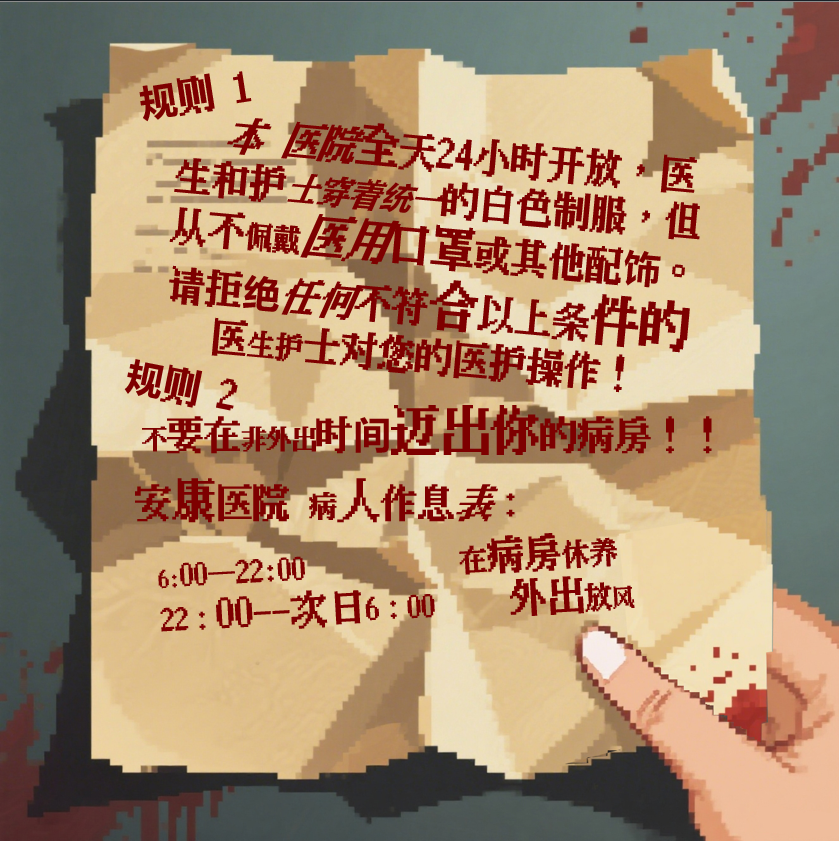 规则 1
本 医院全天24小时开放，医
生和护士穿着统一的白色制服，但
从不佩戴医用口罩或其他配饰。
请拒绝任何不符合以上条件的
医生护士对您的医护操作！
规则 2
不要在非外出时间迈出你的病房！！
安康医院 病人作息表：
6:00—22:00 在病房休养
22：00--次日6：00 外出放风